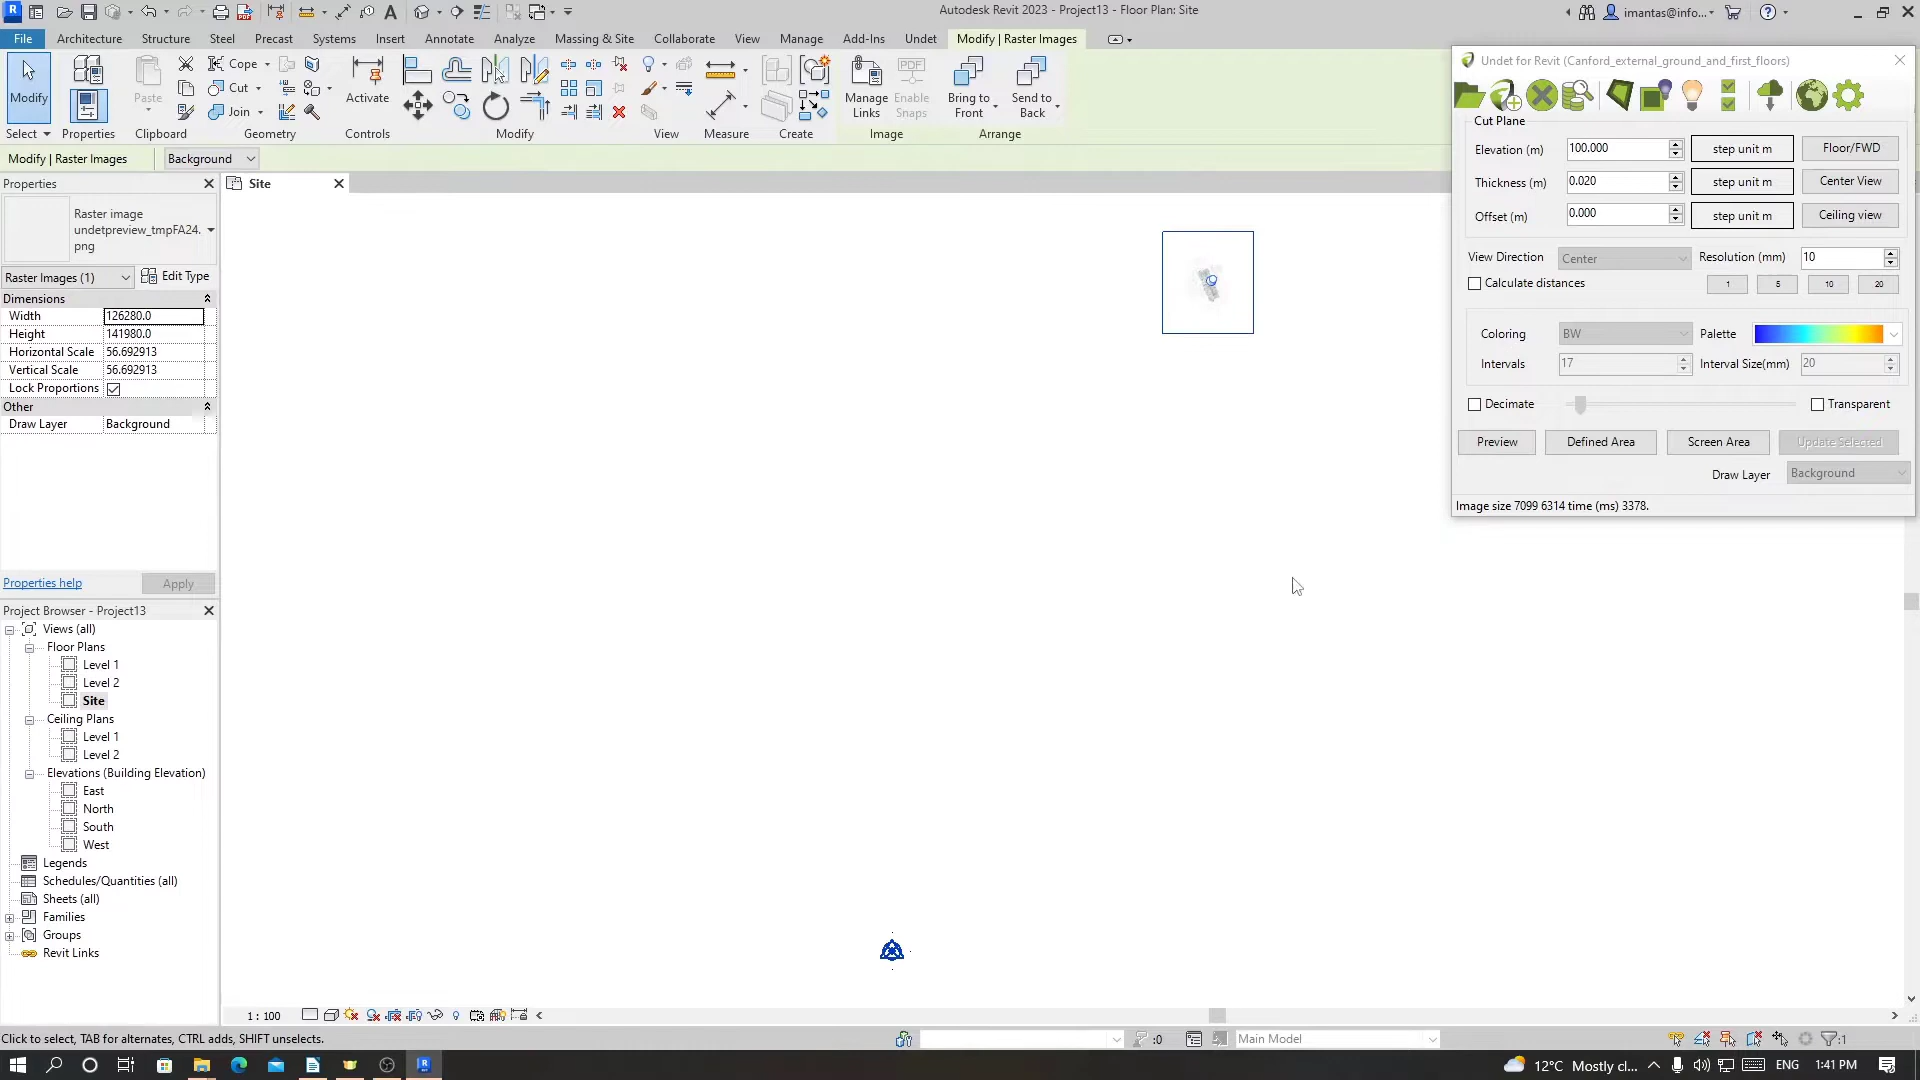 Autodesk Revit 2023 - Project13 - Floor Plan: Site
imantas@info...
File Architecture Structure Steel Precast Systems Insert Annotate Analyze Massing & Site Collaborate View Manage Add-Ins Undet Modify | Raster Images
Undet for Revit (Canford_external_ground_and_first_floors)
Cope
Cut
Join
Modify
Paste
Activate
Manage Links
Enable Snaps
Bring to Front
Send to Back
PDF
Select Properties Clipboard Geometry Controls Modify View Measure Create Image Arrange
Modify | Raster Images Background
Properties
Raster image
undetpreview_tmpFA24.
png
Raster Images (1) Edit Type
Dimensions
Width 126280.0
Height 141980.0
Horizontal Scale 56.692913
Vertical Scale 56.692913
Lock Proportions
Other
Draw Layer Background
Properties help Apply
Project Browser - Project13
Views (all)
Floor Plans
Level 1
Level 2
Site
Ceiling Plans
Level 1
Level 2
Elevations (Building Elevation)
East
North
South
West
Legends
Schedules/Quantities (all)
Sheets (all)
Families
Groups
Revit Links
Site
Cut Plane
Elevation (m) 100.000 step unit m Floor/FWD
Thickness (m) 0.020 step unit m Center View
Offset (m) 0.000 step unit m Ceiling view
View Direction Center Resolution (mm) 10
Calculate distances 1 5 10 20
Coloring BW Palette
Intervals 17 Interval Size(mm) 20
Decimate Transparent
Preview Defined Area Screen Area Update Selected
Draw Layer Background
Image size 7099 6314 time (ms) 3378.
1 : 100
Click to select, TAB for alternates, CTRL adds, SHIFT unselects.
:0 Main Model :1
12°C Mostly cl... ENG 1:41 PM